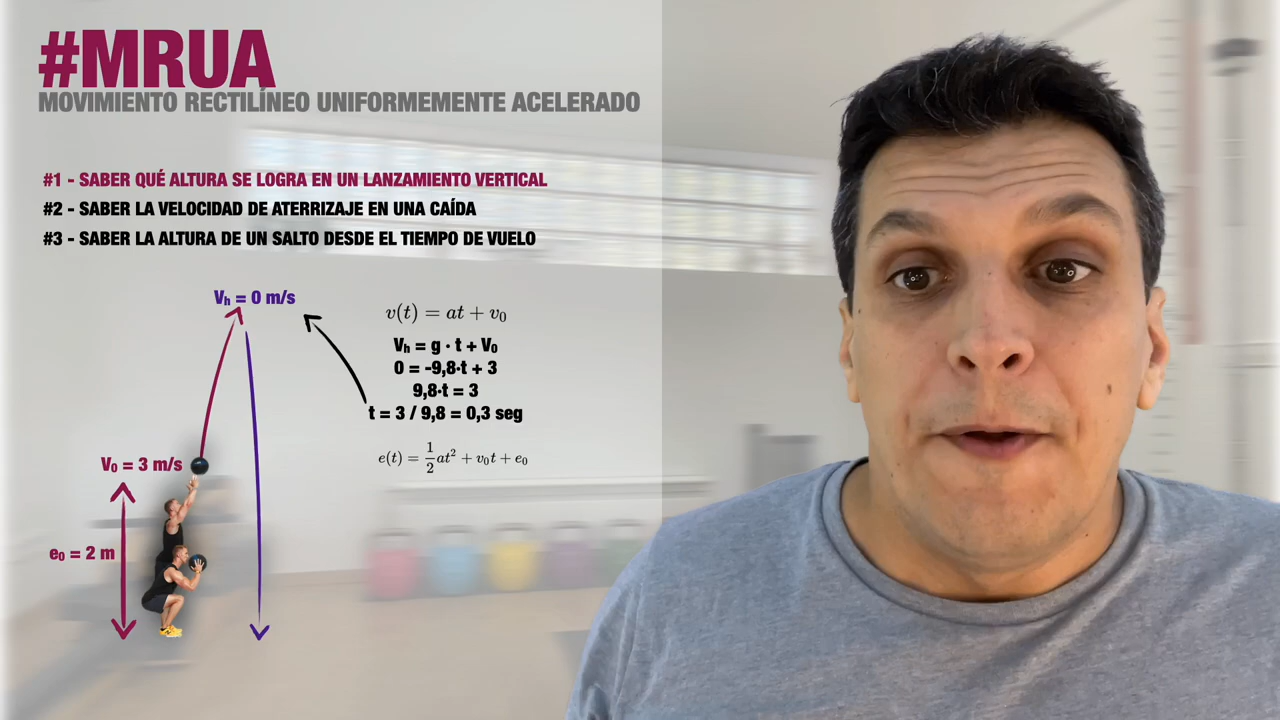 #MRUA
MOVIMIENTO RECTILÍNEO UNIFORMEMENTE ACELERADO
#1 - SABER QUÉ ALTURA SE LOGRA EN UN LANZAMIENTO VERTICAL
#2 - SABER LA VELOCIDAD DE ATERRIZAJE EN UNA CAÍDA
#3 - SABER LA ALTURA DE UN SALTO DESDE EL TIEMPO DE VUELO
Vₕ = 0 m/s
v(t) = at + v₀
Vₕ = g · t + V₀
0 = -9,8·t + 3
9,8·t = 3
t = 3 / 9,8 = 0,3 seg
e(t) = 1/2 at² + v₀t + e₀
V₀ = 3 m/s
e₀ = 2 m